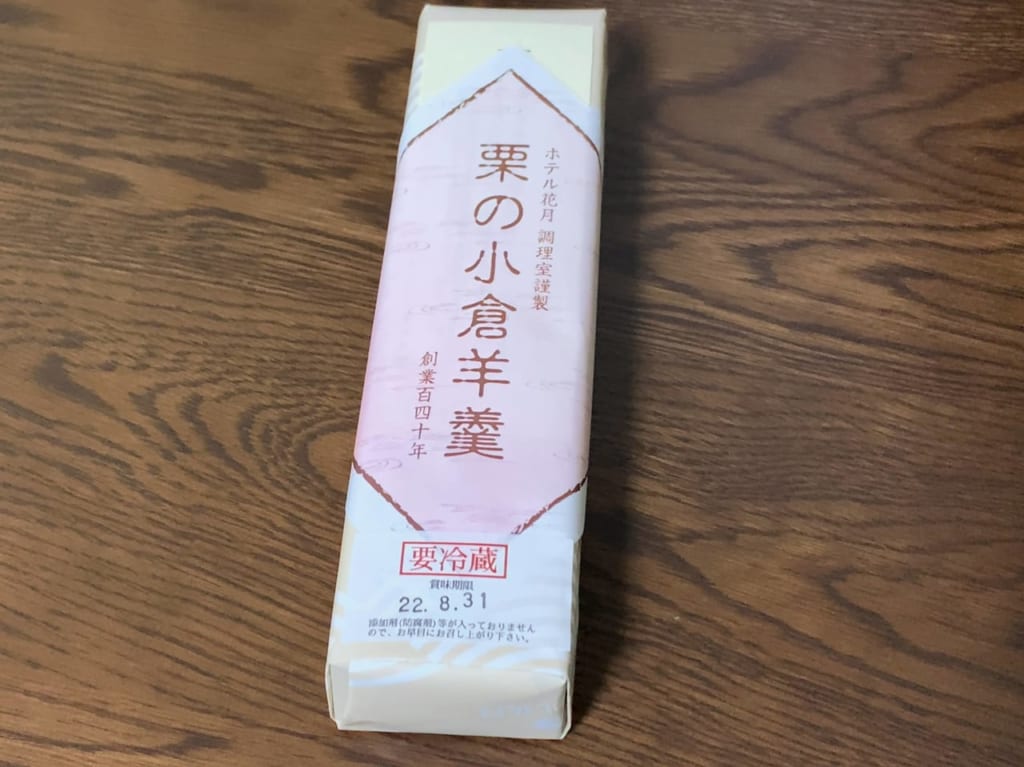 ホテル花月 調理室謹製
栗の小倉羊羹
創業百四十年
要冷蔵
賞味期限
22. 8.31
添加剤(防腐剤)等が入っておりません
ので、お早目にお召し上がり下さい。